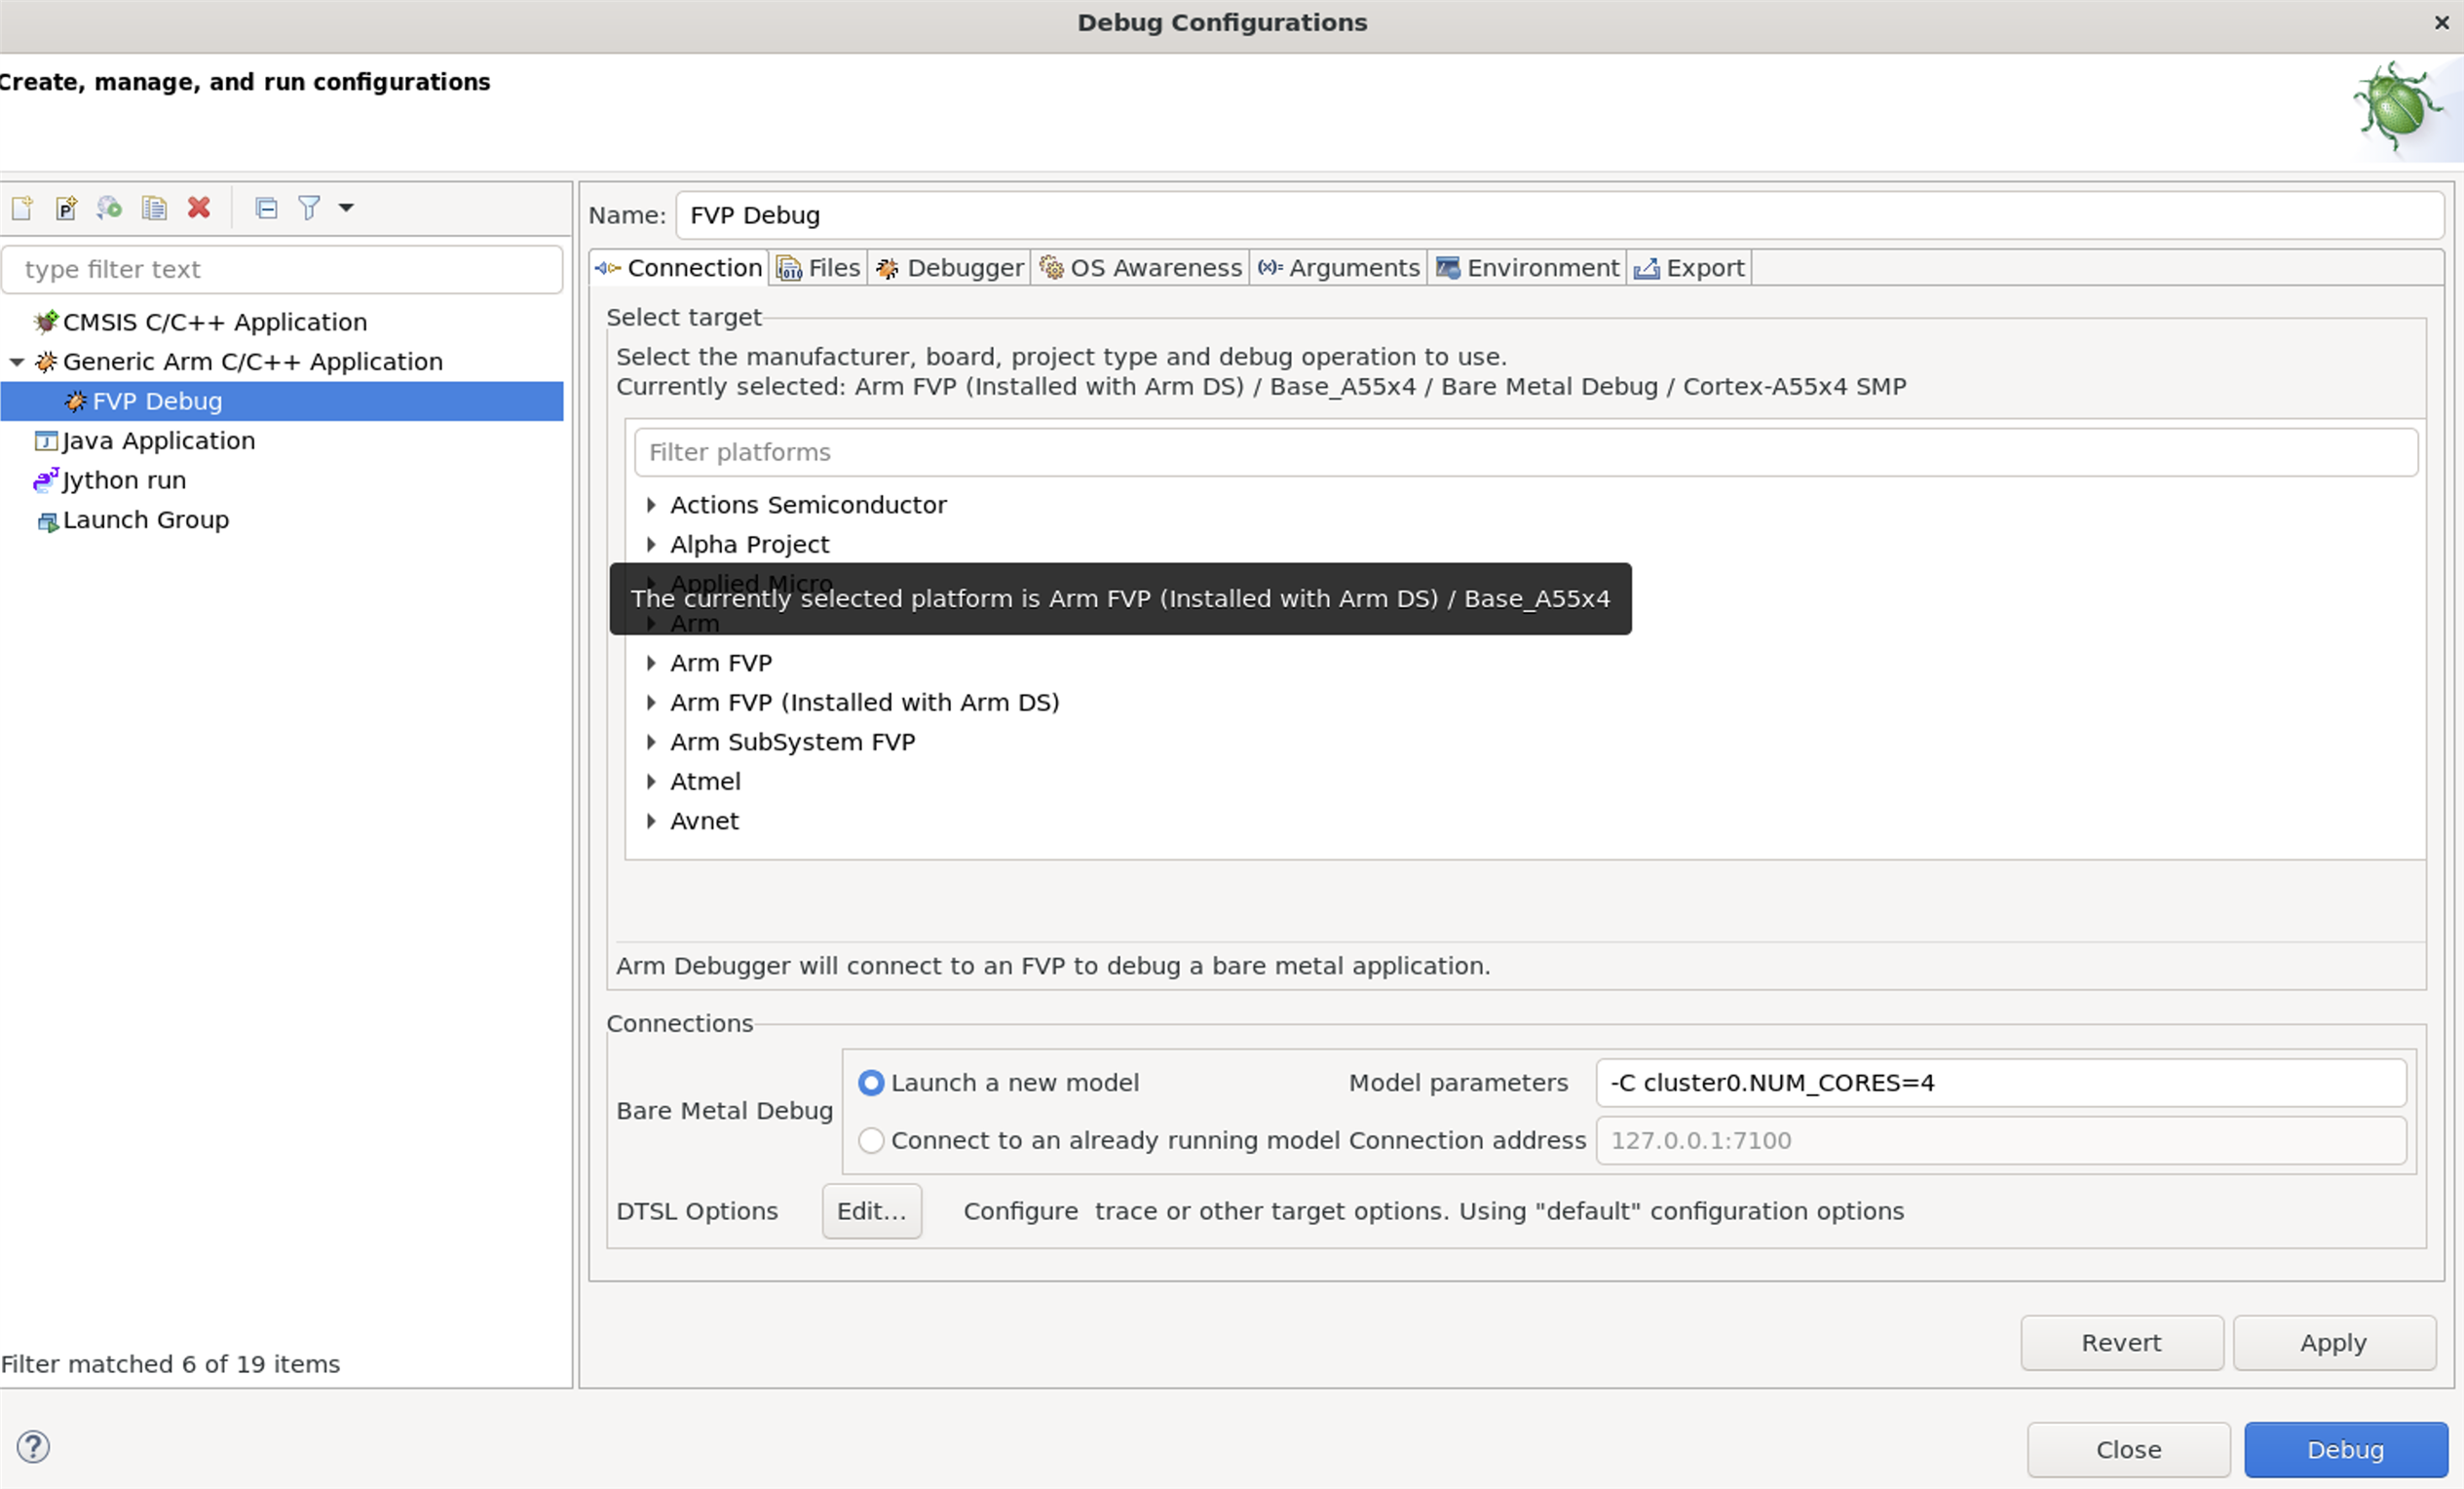 Debug Configurations
Create, manage, and run configurations
type filter text
CMSIS C/C++ Application
Generic Arm C/C++ Application
FVP Debug
Java Application
Jython run
Launch Group
Filter matched 6 of 19 items
Name: FVP Debug
Connection Files Debugger OS Awareness (x)= Arguments Environment Export
Select target
Select the manufacturer, board, project type and debug operation to use.
Currently selected: Arm FVP (Installed with Arm DS) / Base_A55x4 / Bare Metal Debug / Cortex-A55x4 SMP
Filter platforms
Actions Semiconductor
Alpha Project
Applied Micro
The currently selected platform is Arm FVP (Installed with Arm DS) / Base_A55x4
Arm
Arm FVP
Arm FVP (Installed with Arm DS)
Arm SubSystem FVP
Atmel
Avnet
Arm Debugger will connect to an FVP to debug a bare metal application.
Connections
Bare Metal Debug
Launch a new model Model parameters -C cluster0.NUM_CORES=4
Connect to an already running model Connection address 127.0.0.1:7100
DTSL Options Edit... Configure  trace or other target options. Using "default" configuration options
Revert Apply
? Close Debug